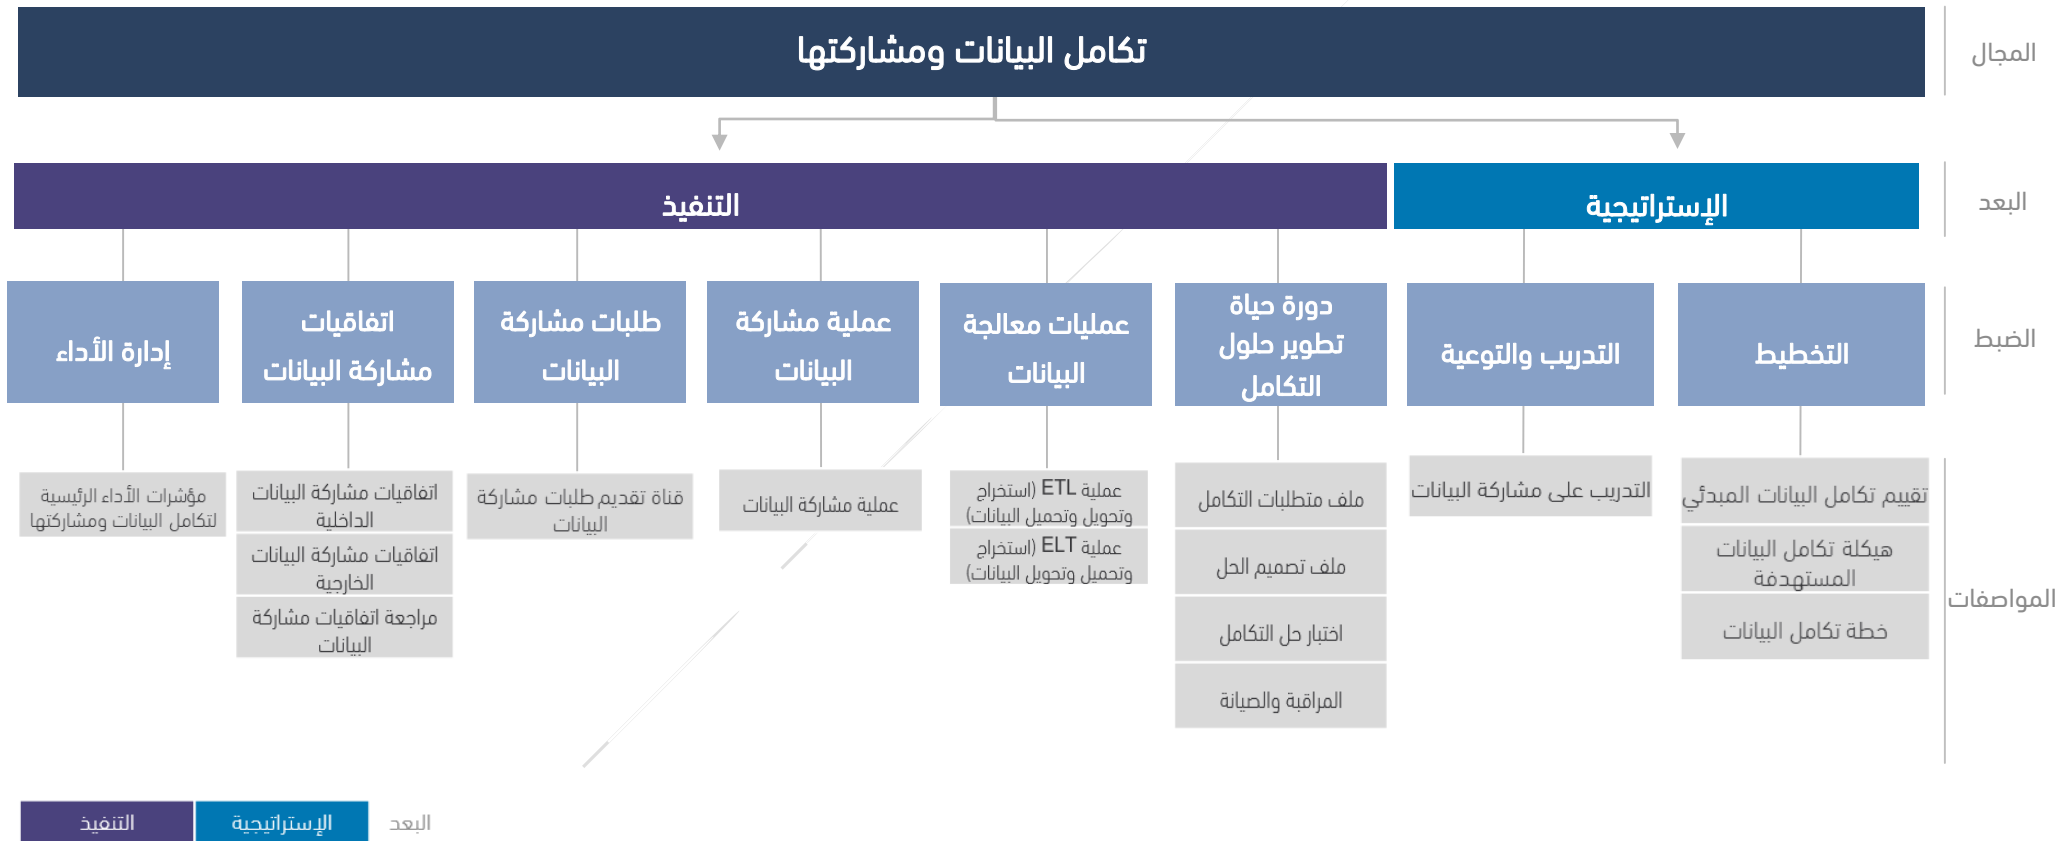 المجال
تكامل البيانات ومشاركتها
البعد
الإستراتيجية
التنفيذ
الضبط
التخطيط
التدريب والتوعية
دورة حياة
تطوير حلول
التكامل
عمليات معالجة
البيانات
عملية مشاركة
البيانات
طلبات مشاركة
البيانات
اتفاقيات
مشاركة البيانات
إدارة الأداء
المواصفات
تقييم تكامل البيانات المبدئي
هيكلة تكامل البيانات
المستهدفة
خطة تكامل البيانات
التدريب على مشاركة البيانات
ملف متطلبات التكامل
ملف تصميم الحل
اختبار حل التكامل
المراقبة والصيانة
عملية ETL (استخراج
وتحويل وتحميل البيانات)
عملية ELT (استخراج
وتحميل وتحويل البيانات)
عملية مشاركة البيانات
قناة تقديم طلبات مشاركة
البيانات
اتفاقيات مشاركة البيانات
الداخلية
اتفاقيات مشاركة البيانات
الخارجية
مراجعة اتفاقيات مشاركة
البيانات
مؤشرات الأداء الرئيسية
لتكامل البيانات ومشاركتها
البعد
الإستراتيجية
التنفيذ